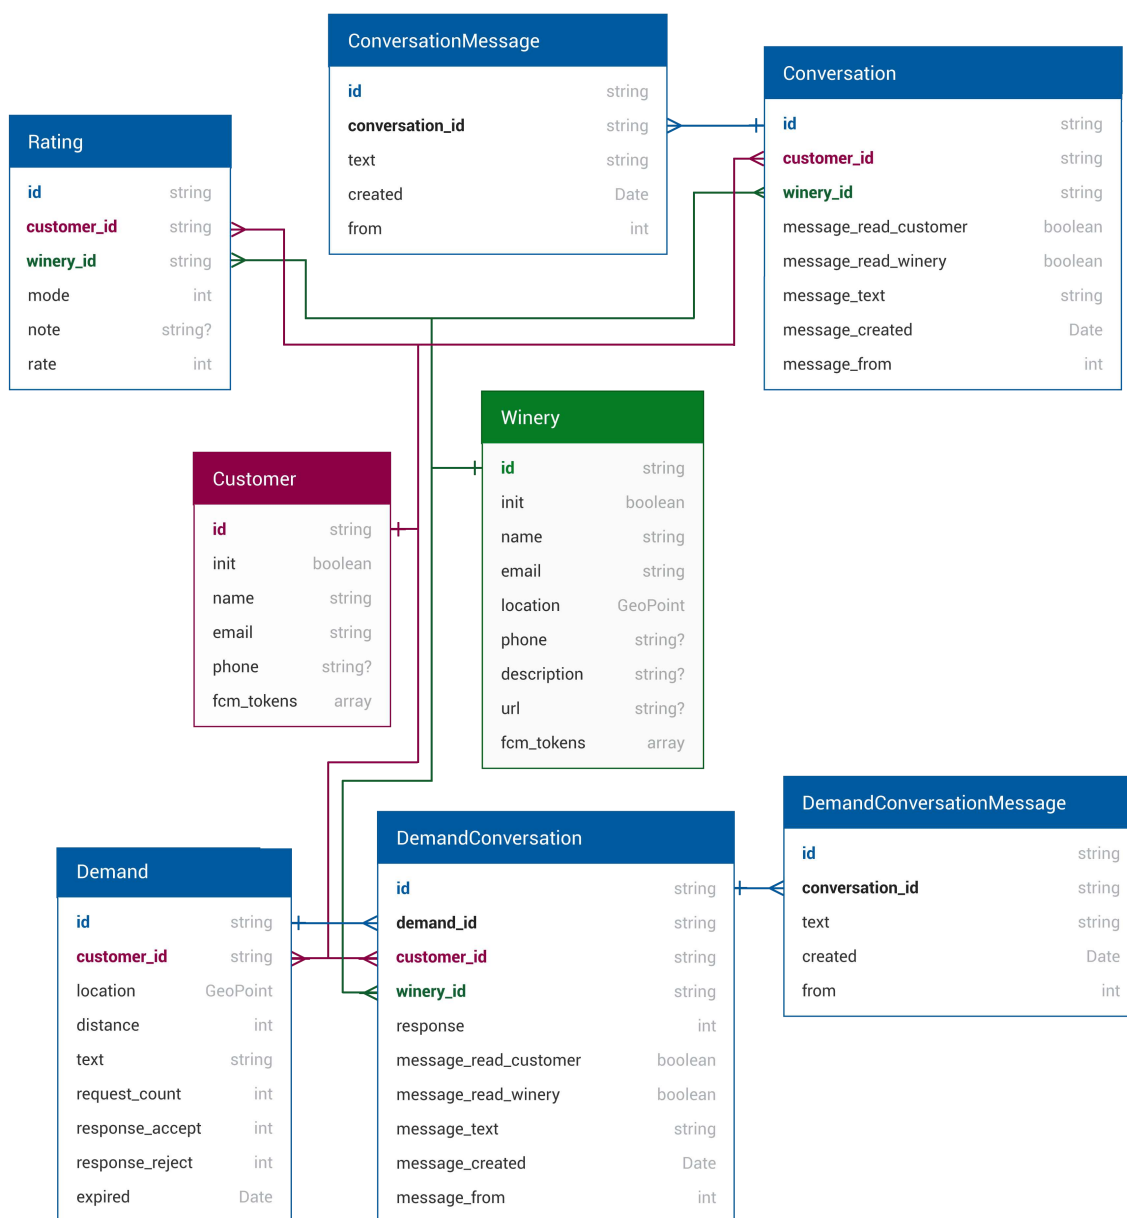 ConversationMessage
id string
conversation_id string
text string
created Date
from int
Conversation
id string
customer_id string
winery_id string
message_read_customer boolean
message_read_winery boolean
message_text string
message_created Date
message_from int
Rating
id string
customer_id string
winery_id string
mode int
note string?
rate int
Winery
id string
init boolean
name string
email string
location GeoPoint
phone string?
description string?
url string?
fcm_tokens array
Customer
id string
init boolean
name string
email string
phone string?
fcm_tokens array
DemandConversationMessage
id string
conversation_id string
text string
created Date
from int
DemandConversation
id string
demand_id string
customer_id string
winery_id string
response int
message_read_customer boolean
message_read_winery boolean
message_text string
message_created Date
message_from int
Demand
id string
customer_id string
location GeoPoint
distance int
text string
request_count int
response_accept int
response_reject int
expired Date